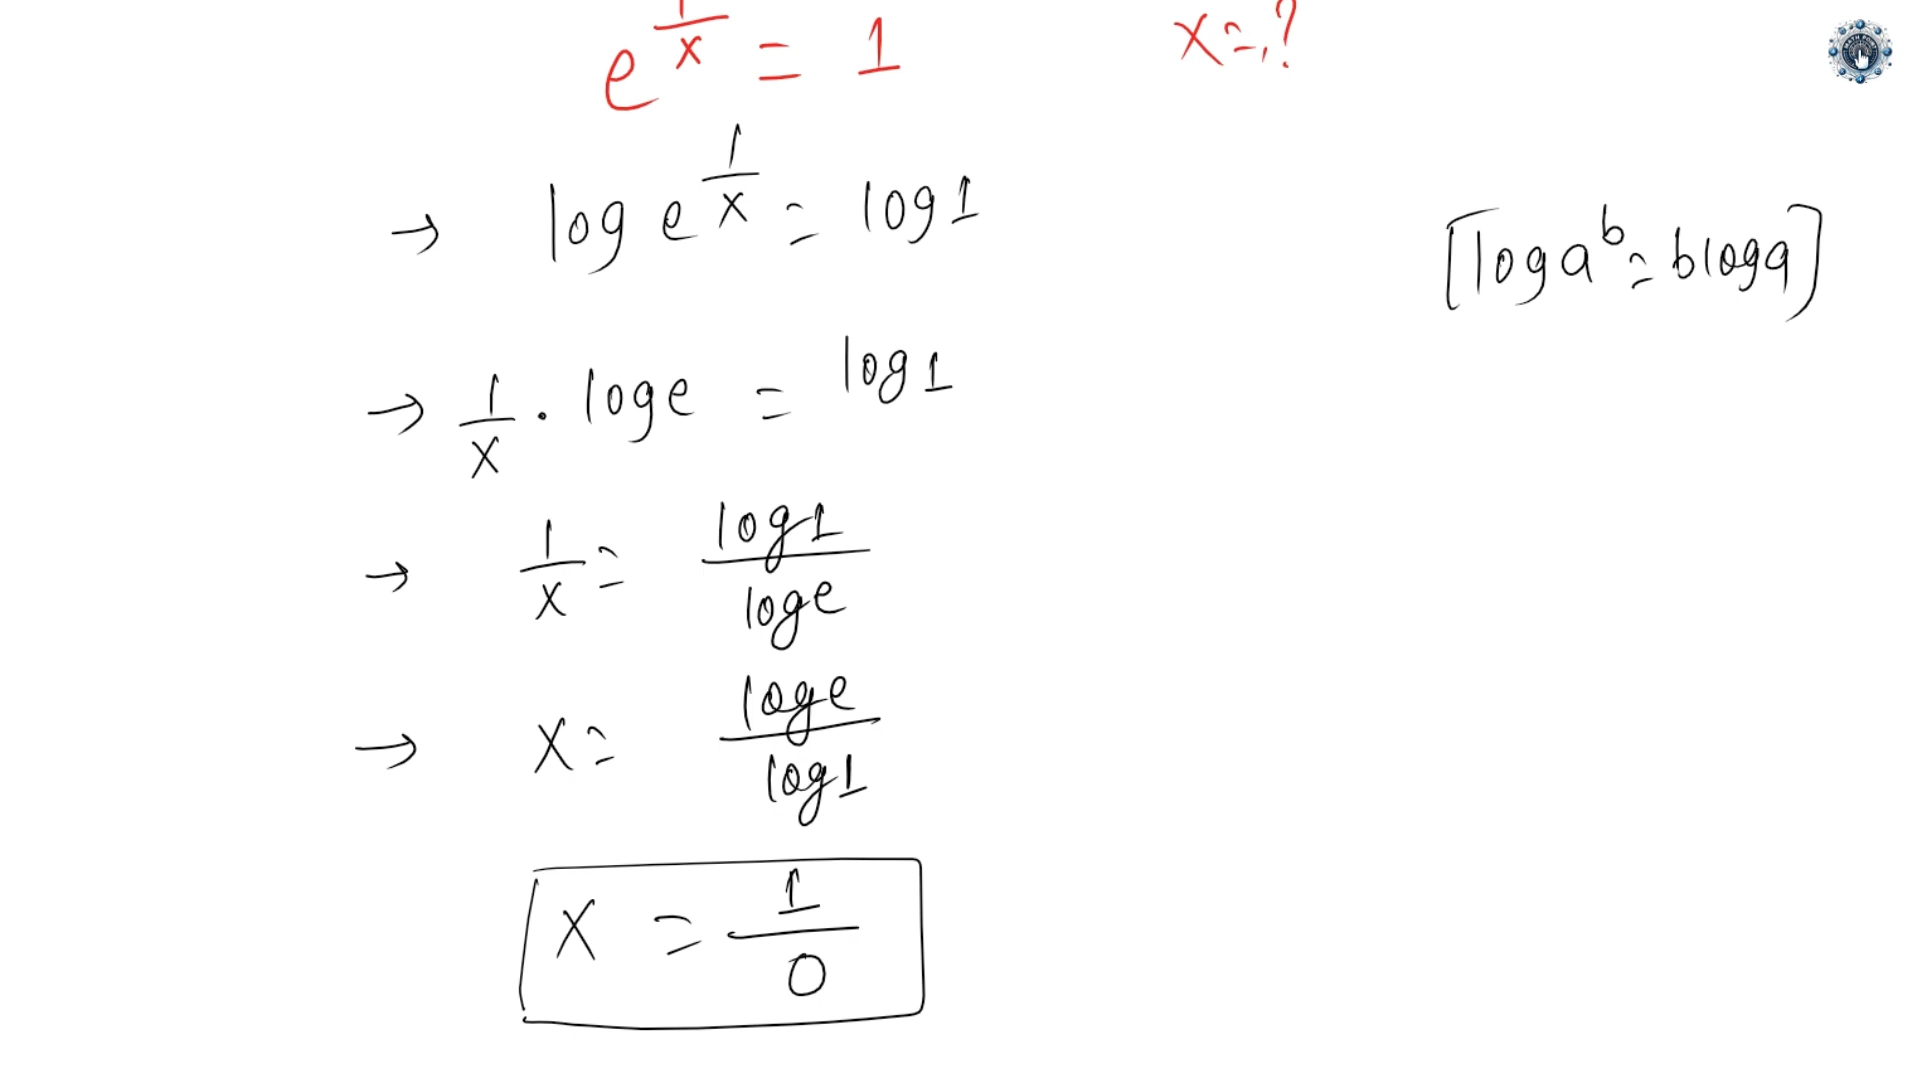 e^{1/x} = 1 x = ?
→ log e^{1/x} = log 1
[log a^b = b log a]
→ 1/x · log e = log 1
→ 1/x = log 1 / log e
→ x = log e / log 1
x = 1/0